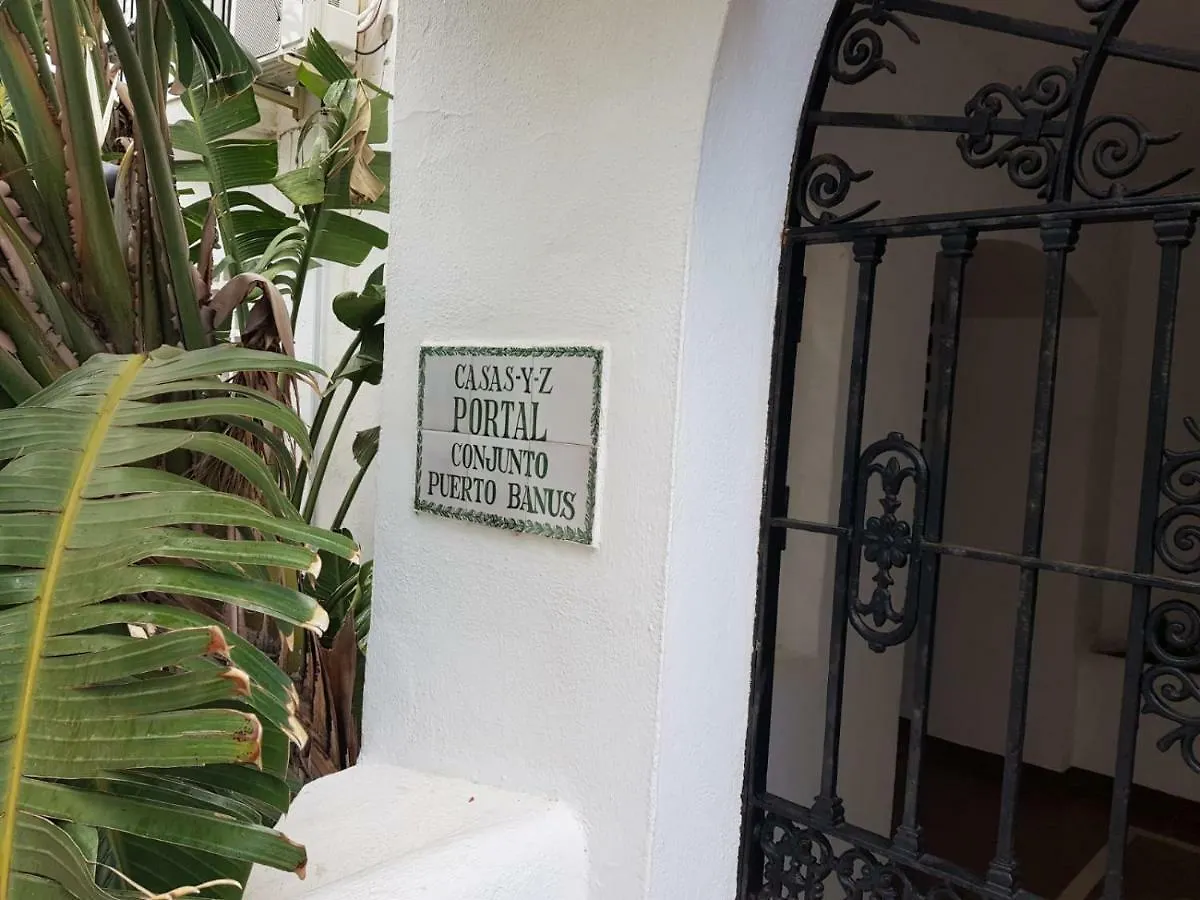 CASAS-Y-Z
PORTAL
CONJUNTO
PUERTO BANUS